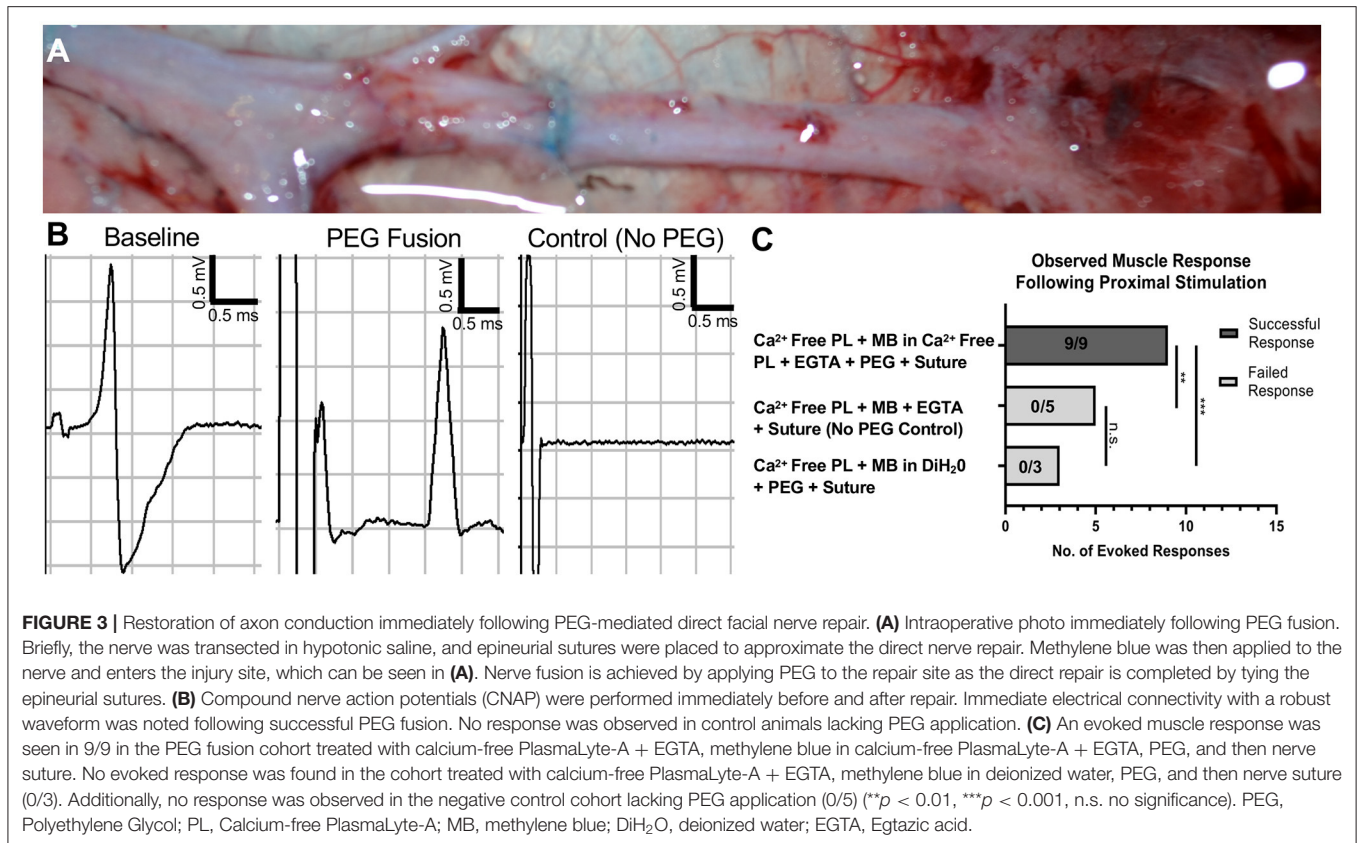 A
B
Baseline
0.5 mV
0.5 ms
PEG Fusion
0.5 mV
0.5 ms
Control (No PEG)
0.5 mV
0.5 ms
C
Observed Muscle Response
Following Proximal Stimulation
Ca²⁺ Free PL + MB in Ca²⁺ Free
PL + EGTA + PEG + Suture
Ca²⁺ Free PL + MB + EGTA
+ Suture (No PEG Control)
Ca²⁺ Free PL + MB in DiH₂0
+ PEG + Suture
9/9
0/5
0/3
**
***
n.s.
Successful
Response
Failed
Response
0 5 10 15
No. of Evoked Responses
FIGURE 3 | Restoration of axon conduction immediately following PEG-mediated direct facial nerve repair. (A) Intraoperative photo immediately following PEG fusion.
Briefly, the nerve was transected in hypotonic saline, and epineurial sutures were placed to approximate the direct nerve repair. Methylene blue was then applied to the
nerve and enters the injury site, which can be seen in (A). Nerve fusion is achieved by applying PEG to the repair site as the direct repair is completed by tying the
epineurial sutures. (B) Compound nerve action potentials (CNAP) were performed immediately before and after repair. Immediate electrical connectivity with a robust
waveform was noted following successful PEG fusion. No response was observed in control animals lacking PEG application. (C) An evoked muscle response was
seen in 9/9 in the PEG fusion cohort treated with calcium-free PlasmaLyte-A + EGTA, methylene blue in calcium-free PlasmaLyte-A + EGTA, PEG, and then nerve
suture. No evoked response was found in the cohort treated with calcium-free PlasmaLyte-A + EGTA, methylene blue in deionized water, PEG, and then nerve suture
(0/3). Additionally, no response was observed in the negative control cohort lacking PEG application (0/5) (**p < 0.01, ***p < 0.001, n.s. no significance). PEG,
Polyethylene Glycol; PL, Calcium-free PlasmaLyte-A; MB, methylene blue; DiH₂O, deionized water; EGTA, Egtazic acid.